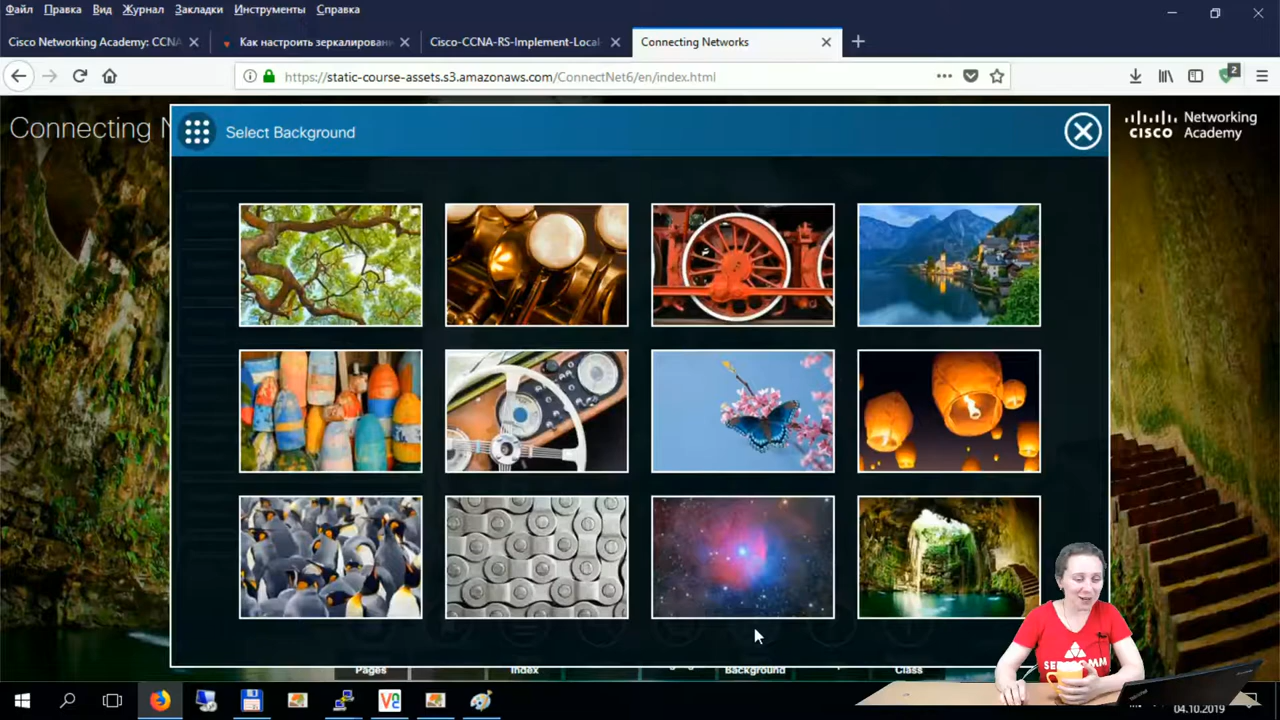 Файл Правка Вид Журнал Закладки Инструменты Справка
Cisco Networking Academy: CCNA
Как настроить зеркалирован
Cisco-CCNA-RS-Implement-Local-
Connecting Networks
https://static-course-assets.s3.amazonaws.com/ConnectNet6/en/index.html
2
Connecting N
Select Background
CISCO
Networking
Academy
Pages
Index
Background
Class
04.10.2019